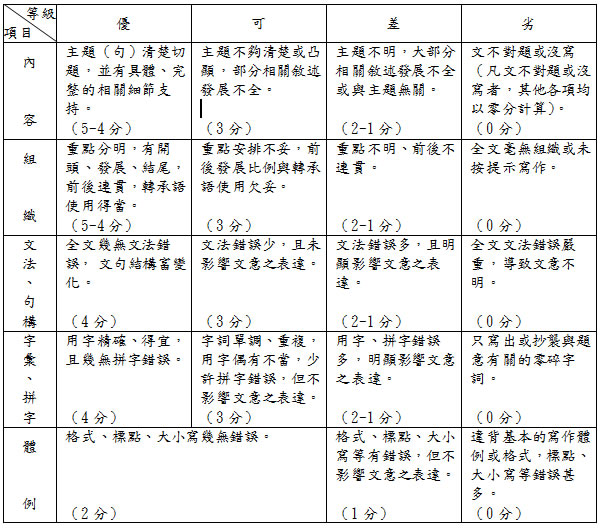 等級
項目
優
可
差
劣
內
容
主題（句）清楚切
題，並有具體、完
整的相關細節支
持。
（5-4 分）
主題不夠清楚或凸
顯，部分相關敘述
發展不全。
（3 分）
主題不明，大部分
相關敘述發展不全
或與主題無關。
（2-1 分）
文不對題或沒寫
（凡文不對題或沒
寫者，其他各項均
以零分計算)。
（0 分）
組
織
重點分明，有開
頭、發展、結尾，
前後連貫，轉承語
使用得當。
（5-4 分）
重點安排不妥，前
後發展比例與轉承
語使用欠妥。
（3 分）
重點不明、前後不
連貫。
（2-1 分）
全文毫無組織或未
按提示寫作。
（0 分）
文
法
、
句
構
全文幾無文法錯
誤， 文句結構富變
化。
（4 分）
文法錯誤少，且未
影響文意之表達。
（3 分）
文法錯誤多，且明
顯影響文意之表
達。
（2-1 分）
全文文法錯誤嚴
重，導致文意不
明。
（0 分）
字
彙
、
拼
字
用字精確、得宜，
且幾無拼字錯誤。
（4 分）
字詞單調、重複，
用字偶有不當，少
許拼字錯誤，但不
影響文意之表達。
（3 分）
用字、拼字錯誤
多，明顯影響文意
之表達。
（2-1 分）
只寫出或抄襲與題
意有關的零碎字
詞。
（0 分）
體
例
格式、標點、大小寫幾無錯誤。
（2 分）
格式、標點、大小
寫等有錯誤，但不
影響文意之表達。
（1 分）
違背基本的寫作體
例或格式，標點、
大小寫等錯誤甚
多。
（0 分）